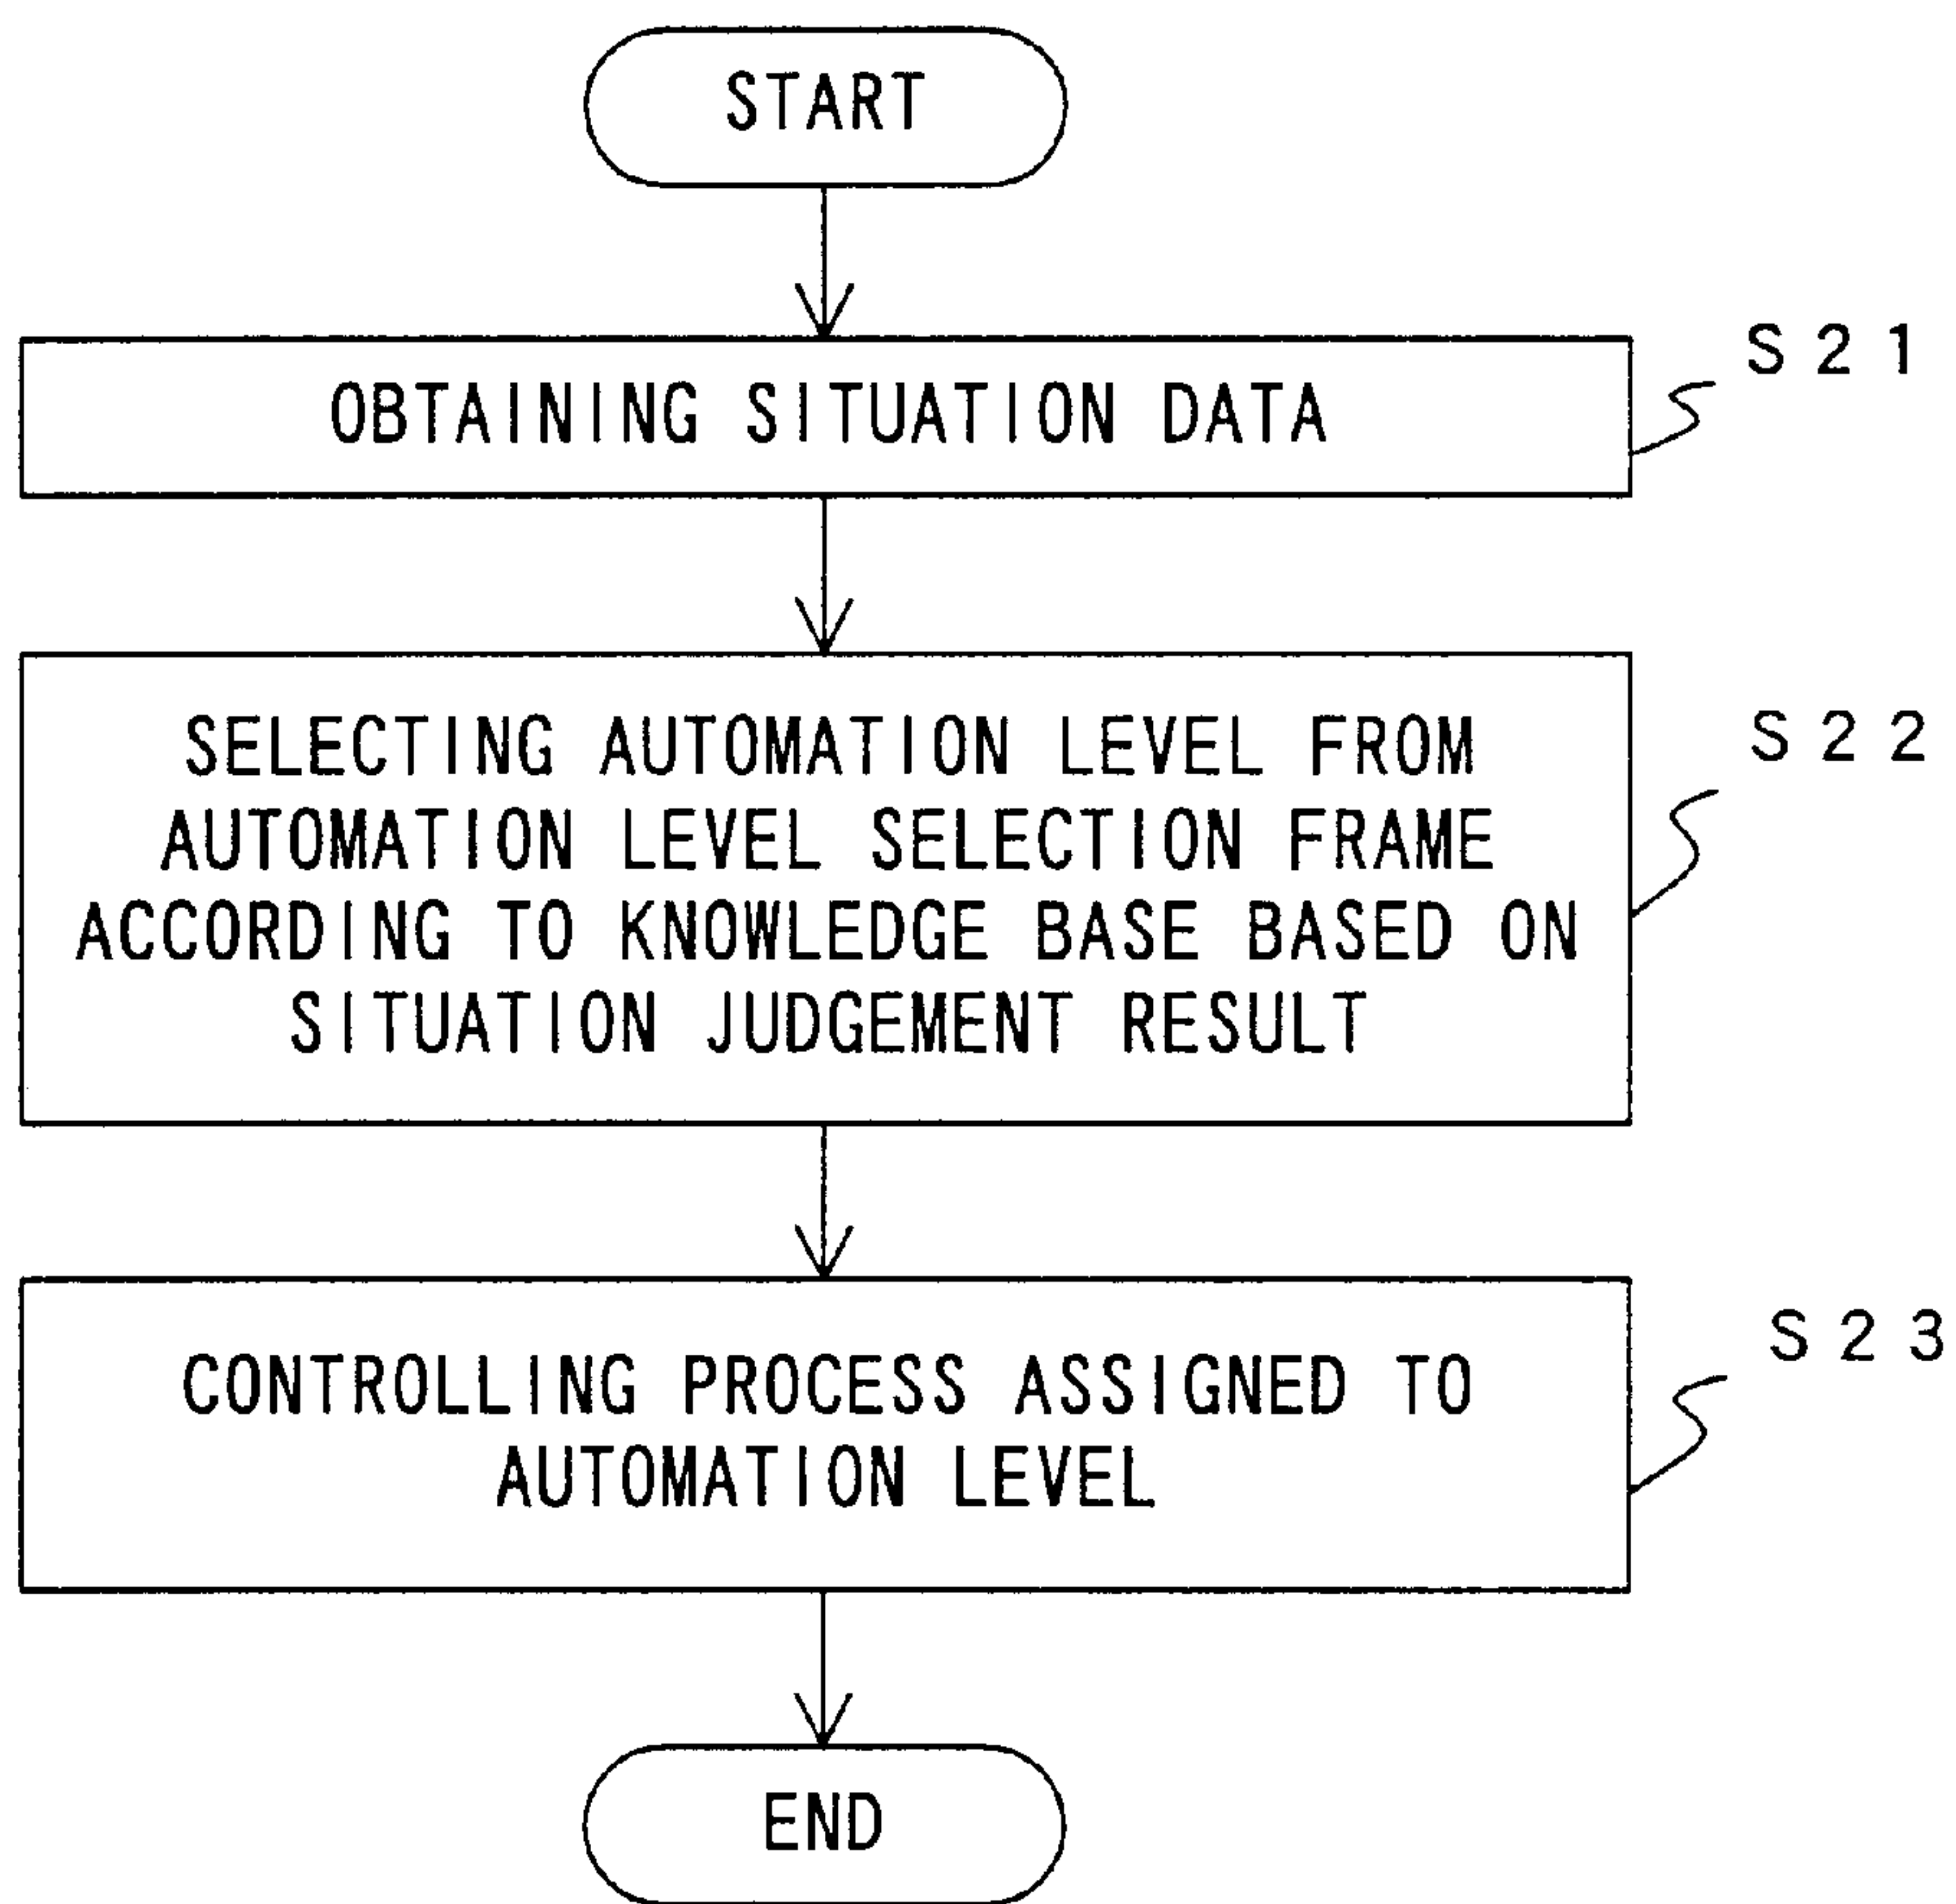 START
OBTAINING SITUATION DATA
S21
SELECTING AUTOMATION LEVEL FROM
AUTOMATION LEVEL SELECTION FRAME
ACCORDING TO KNOWLEDGE BASE BASED ON
SITUATION JUDGEMENT RESULT
S22
CONTROLLING PROCESS ASSIGNED TO
AUTOMATION LEVEL
S23
END